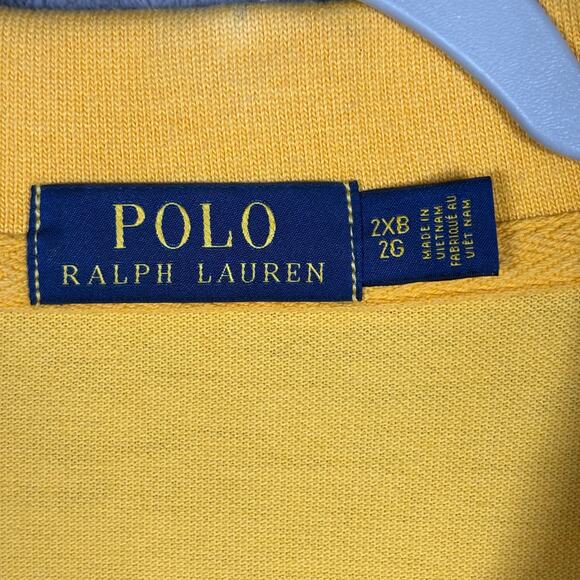 POLO
RALPH LAUREN
2XB
2G
MADE IN
VIETNAM
FABRIQUÉ AU
VIÊT NAM